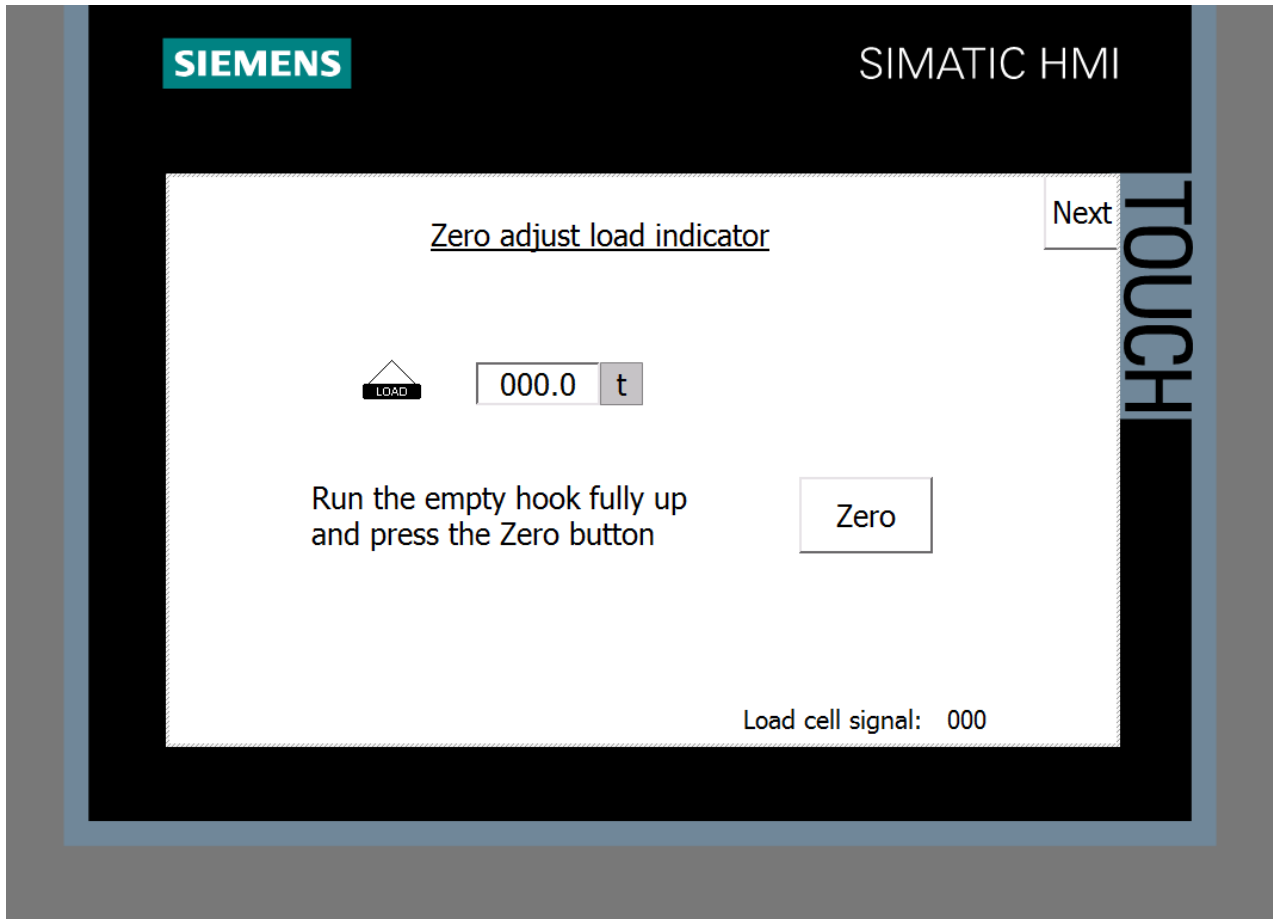 SIEMENS
SIMATIC HMI
TOUCH
Next
Zero adjust load indicator
LOAD
000.0 t
Run the empty hook fully up
and press the Zero button
Zero
Load cell signal: 000